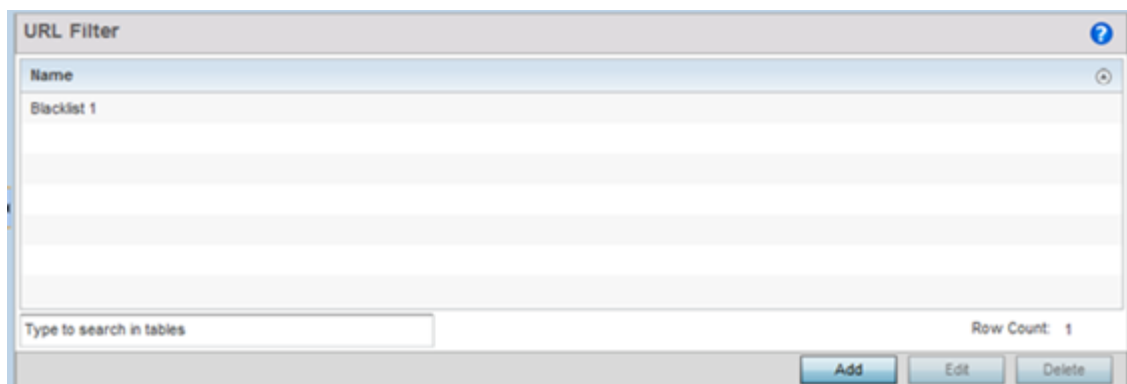 URL Filter
?
Name
Blacklist 1
Type to search in tables
Row Count: 1
Add Edit Delete